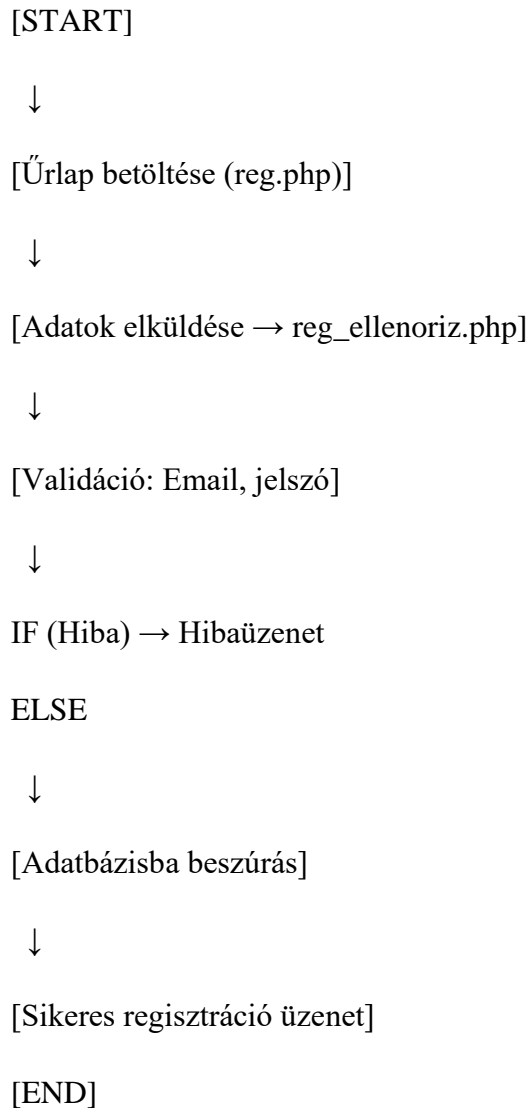 [START]
↓
[Űrlap betöltése (reg.php)]
↓
[Adatok elküldése → reg_ellenoriz.php]
↓
[Validáció: Email, jelszó]
↓
IF (Hiba) → Hibaüzenet
ELSE
↓
[Adatbázisba beszúrás]
↓
[Sikeres regisztráció üzenet]
[END]